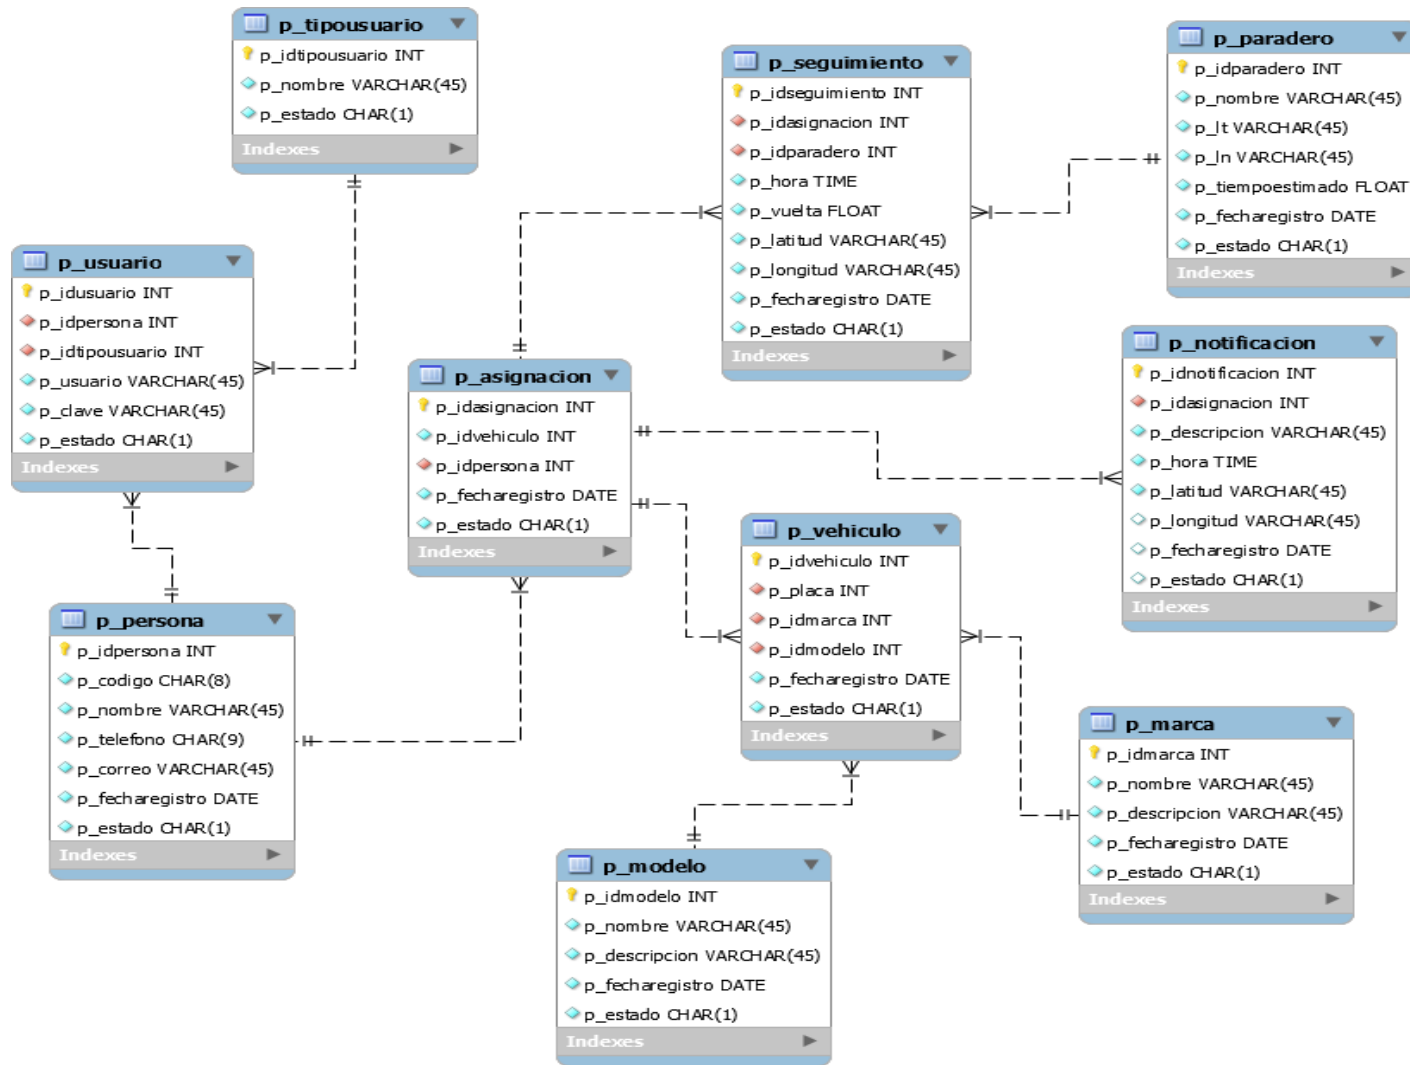 p_tipousuario
p_idtipousuario INT
p_nombre VARCHAR(45)
p_estado CHAR(1)
Indexes
p_seguimiento
p_idseguimiento INT
p_idasignacion INT
p_idparadero INT
p_hora TIME
p_vuelta FLOAT
p_latitud VARCHAR(45)
p_longitud VARCHAR(45)
p_fecharegistro DATE
p_estado CHAR(1)
Indexes
p_paradero
p_idparadero INT
p_nombre VARCHAR(45)
p_lt VARCHAR(45)
p_ln VARCHAR(45)
p_tiempoestimado FLOAT
p_fecharegistro DATE
p_estado CHAR(1)
Indexes
p_usuario
p_idusuario INT
p_idpersona INT
p_idtipousuario INT
p_usuario VARCHAR(45)
p_clave VARCHAR(45)
p_estado CHAR(1)
Indexes
p_asignacion
p_idasignacion INT
p_idvehiculo INT
p_idpersona INT
p_fecharegistro DATE
p_estado CHAR(1)
Indexes
p_notificacion
p_idnotificacion INT
p_idasignacion INT
p_descripcion VARCHAR(45)
p_hora TIME
p_latitud VARCHAR(45)
p_longitud VARCHAR(45)
p_fecharegistro DATE
p_estado CHAR(1)
Indexes
p_vehiculo
p_idvehiculo INT
p_placa INT
p_idmarca INT
p_idmodelo INT
p_fecharegistro DATE
p_estado CHAR(1)
Indexes
p_persona
p_idpersona INT
p_codigo CHAR(8)
p_nombre VARCHAR(45)
p_telefono CHAR(9)
p_correo VARCHAR(45)
p_fecharegistro DATE
p_estado CHAR(1)
Indexes
p_marca
p_idmarca INT
p_nombre VARCHAR(45)
p_descripcion VARCHAR(45)
p_fecharegistro DATE
p_estado CHAR(1)
Indexes
p_modelo
p_idmodelo INT
p_nombre VARCHAR(45)
p_descripcion VARCHAR(45)
p_fecharegistro DATE
p_estado CHAR(1)
Indexes